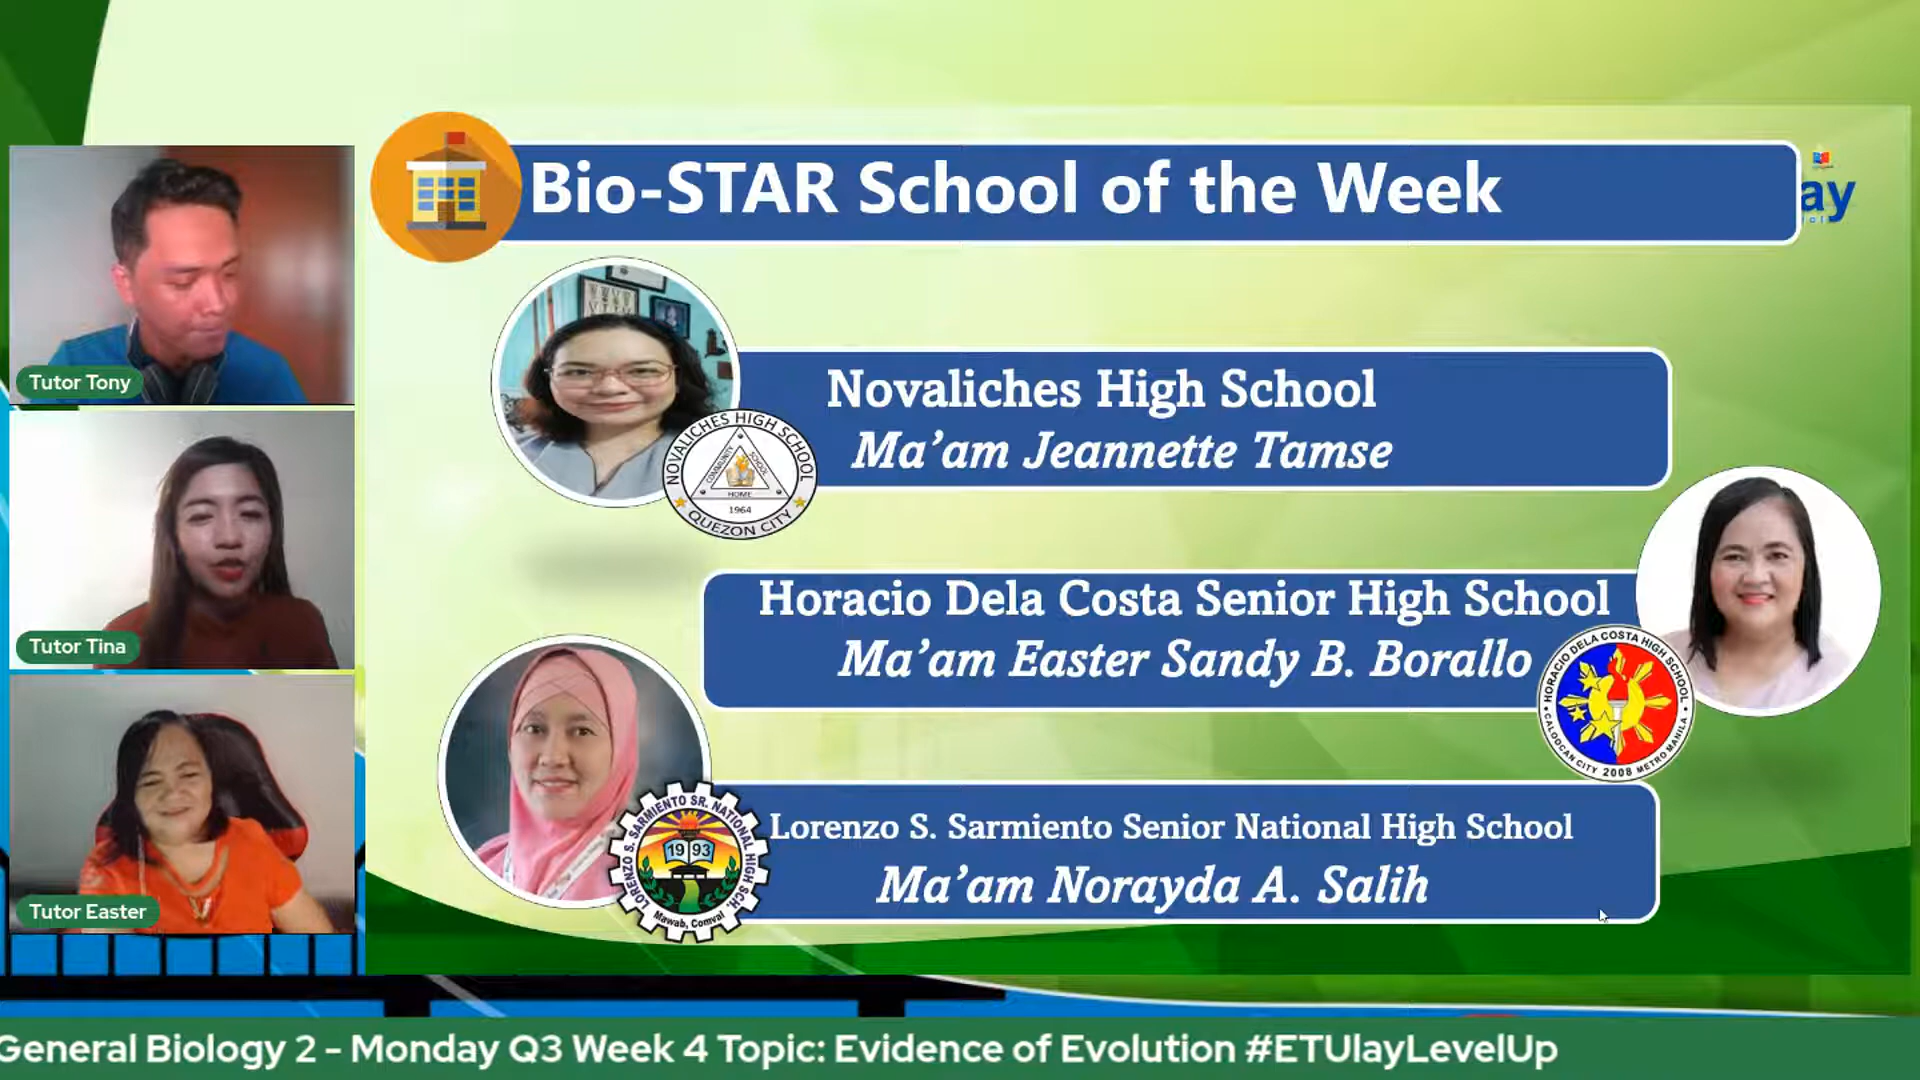 Bio-STAR School of the Week
ay
Tutor Tony
Novaliches High School
Ma’am Jeannette Tamse
NOVALICHES HIGH SCHOOL
COMMUNITY
SCHOOL
HOME
1964
QUEZON CITY
Tutor Tina
Horacio Dela Costa Senior High School
Ma’am Easter Sandy B. Borallo
HORACIO DELA COSTA HIGH SCHOOL
CALOOCAN CITY 2008 METRO MANILA
Tutor Easter
Lorenzo S. Sarmiento Senior National High School
Ma’am Norayda A. Salih
LORENZO S. SARMIENTO SR. NATIONAL HIGH SCH.
1993
Mawab, Comval
General Biology 2 - Monday Q3 Week 4 Topic: Evidence of Evolution #ETUlayLevelUp